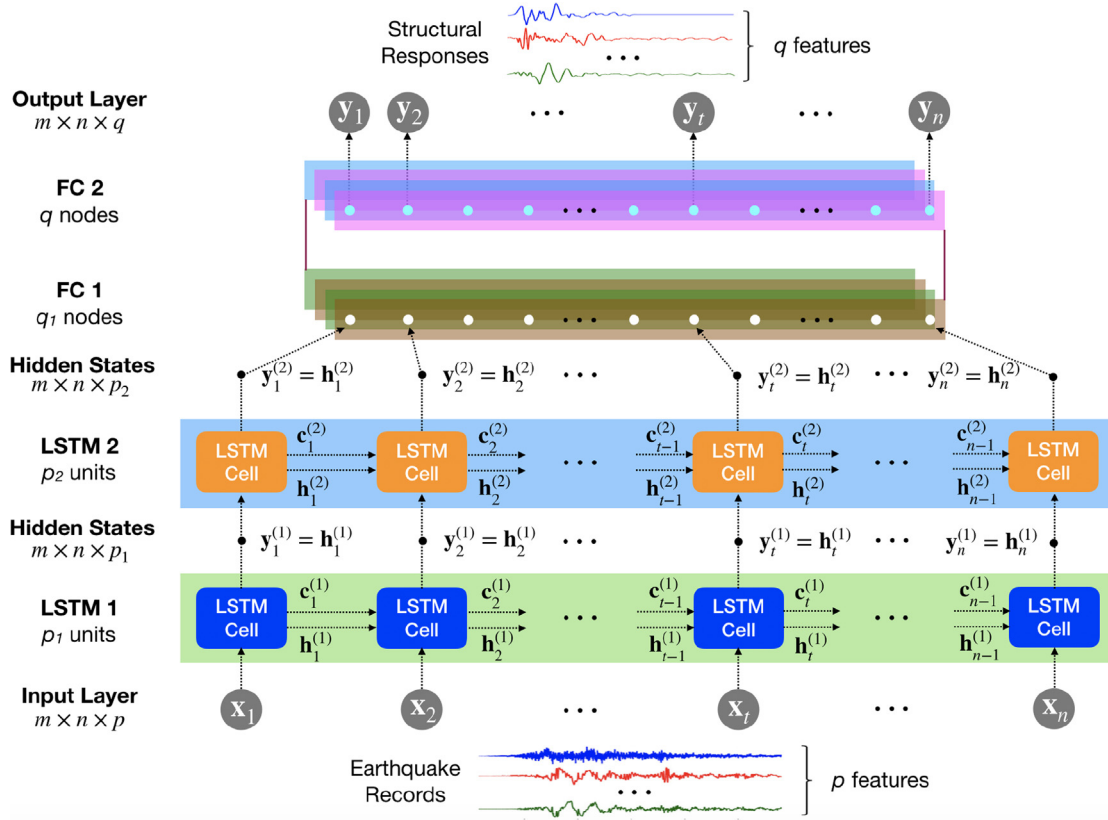 Structural
Responses
q features
• • •
Output Layer
m × n × q
y₁ y₂ • • • yₜ • • • yₙ
FC 2
q nodes
• • • • • •
FC 1
q₁ nodes
• • • • • •
Hidden States
m × n × p₂
y₁⁽²⁾ = h₁⁽²⁾ y₂⁽²⁾ = h₂⁽²⁾ • • • yₜ⁽²⁾ = hₜ⁽²⁾ • • • yₙ⁽²⁾ = hₙ⁽²⁾
LSTM 2
p₂ units
c₁⁽²⁾ c₂⁽²⁾ cₜ₋₁⁽²⁾ cₜ⁽²⁾ cₙ₋₁⁽²⁾
LSTM LSTM LSTM LSTM
Cell Cell • • • Cell • • • Cell
h₁⁽²⁾ h₂⁽²⁾ hₜ₋₁⁽²⁾ hₜ⁽²⁾ hₙ₋₁⁽²⁾
Hidden States
m × n × p₁
y₁⁽¹⁾ = h₁⁽¹⁾ y₂⁽¹⁾ = h₂⁽¹⁾ • • • yₜ⁽¹⁾ = hₜ⁽¹⁾ • • • yₙ⁽¹⁾ = hₙ⁽¹⁾
LSTM 1
p₁ units
c₁⁽¹⁾ c₂⁽¹⁾ cₜ₋₁⁽¹⁾ cₜ⁽¹⁾ cₙ₋₁⁽¹⁾
LSTM LSTM LSTM LSTM
Cell Cell • • • Cell • • • Cell
h₁⁽¹⁾ h₂⁽¹⁾ hₜ₋₁⁽¹⁾ hₜ⁽¹⁾ hₙ₋₁⁽¹⁾
Input Layer
m × n × p
x₁ x₂ • • • xₜ • • • xₙ
Earthquake
Records
• • •
p features